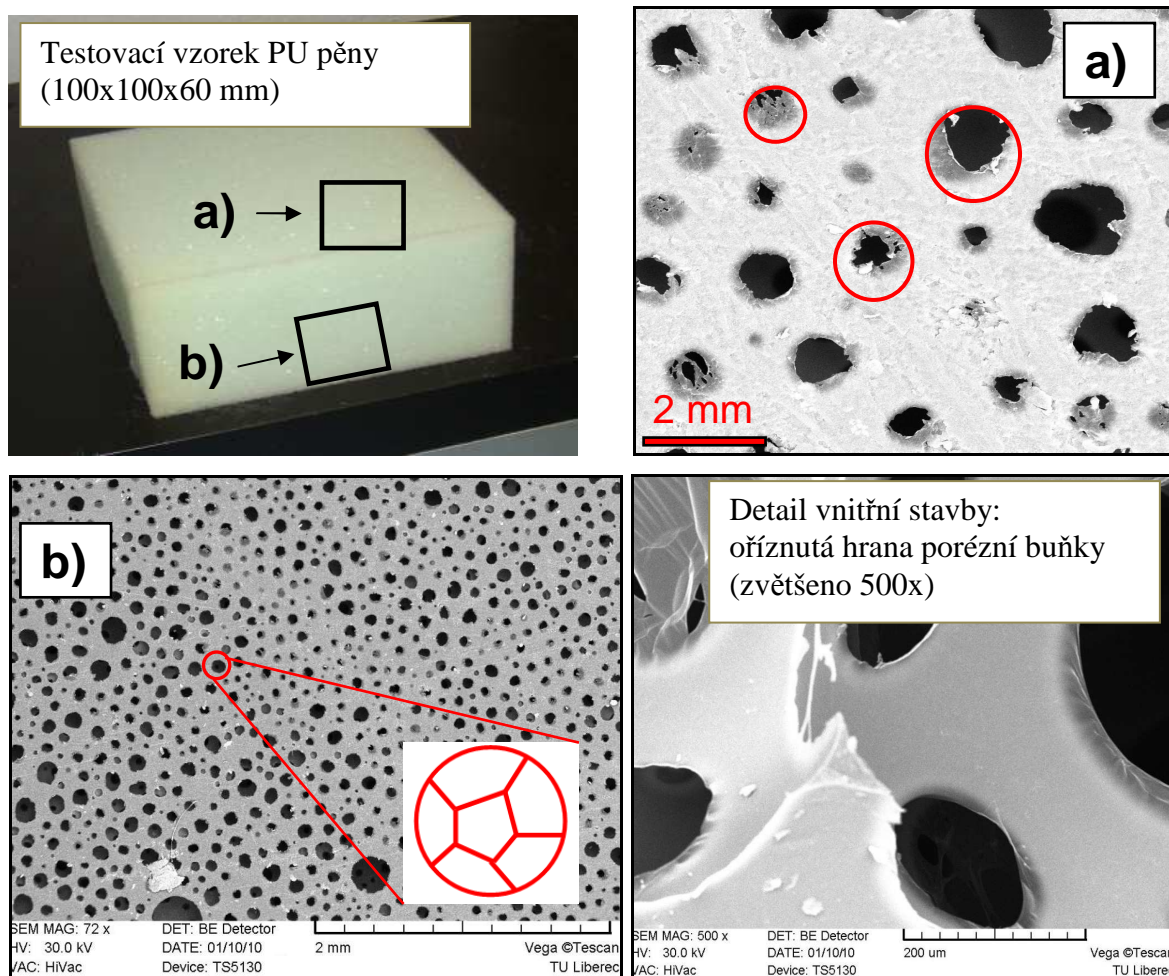 Testovací vzorek PU pěny
(100x100x60 mm)
a)
b)
a)
2 mm
b)
SEM MAG: 72 x
DET: BE Detector
HV: 30.0 kV
DATE: 01/10/10
2 mm
Vega ©Tescan
VAC: HiVac
Device: TS5130
TU Liberec
Detail vnitřní stavby:
oříznutá hrana porézní buňky
(zvětšeno 500x)
SEM MAG: 500 x
DET: BE Detector
HV: 30.0 kV
DATE: 01/10/10
200 um
Vega ©Tescan
VAC: HiVac
Device: TS5130
TU Liberec